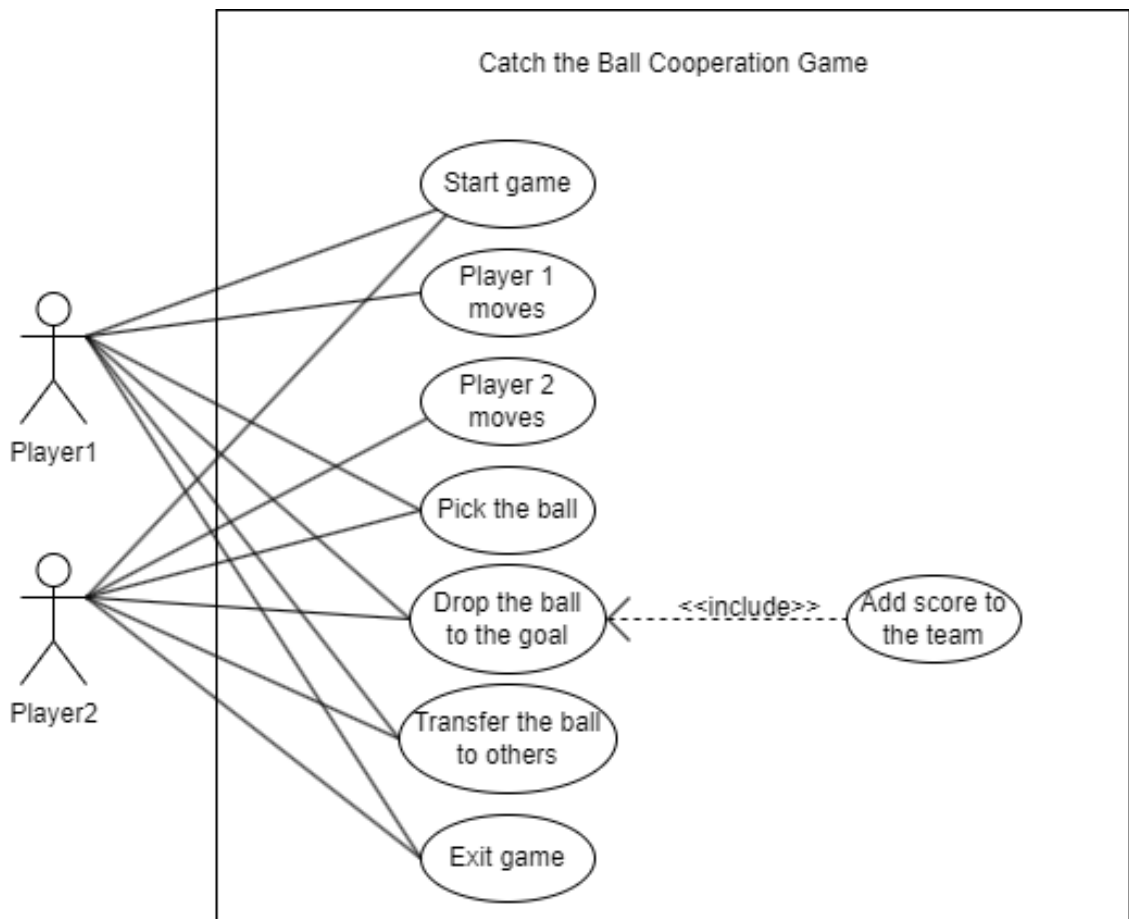 Catch the Ball Cooperation Game
Start game
Player 1
moves
Player1
Player 2
moves
Pick the ball
Player2
Drop the ball
to the goal
<<include>>
Add score to
the team
Transfer the ball
to others
Exit game